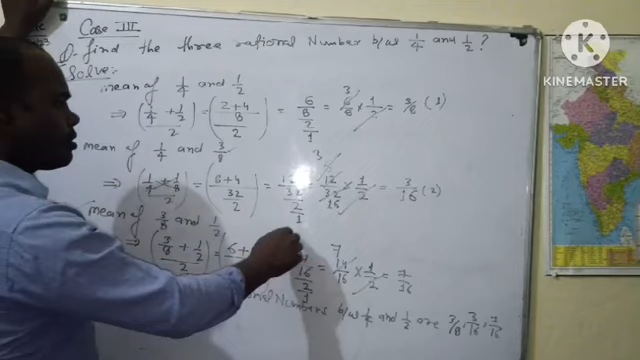 Case III
Q. find the three rational Number b/w 1/4 and 1/2 ?
Solve:-
mean of 1/4 and 1/2
⇒ (1/4 + 1/2)/2 = ((2+4)/8)/2 = (6/8)/(2/1) = 6/8 × 1/2 = 3/8 (1)
mean of 1/4 and 3/8
⇒ = ((6+4)/32)/2 = 12/32 × 1/2 = 3/16 (2)
mean of 3/8 and 1/2
⇒ (3/8 + 1/2)/2 = 14/16 × 1/2 = 7/16
Numbers b/w 1/4 and 1/2 are 3/8, 3/16, 7/16
KINEMASTER